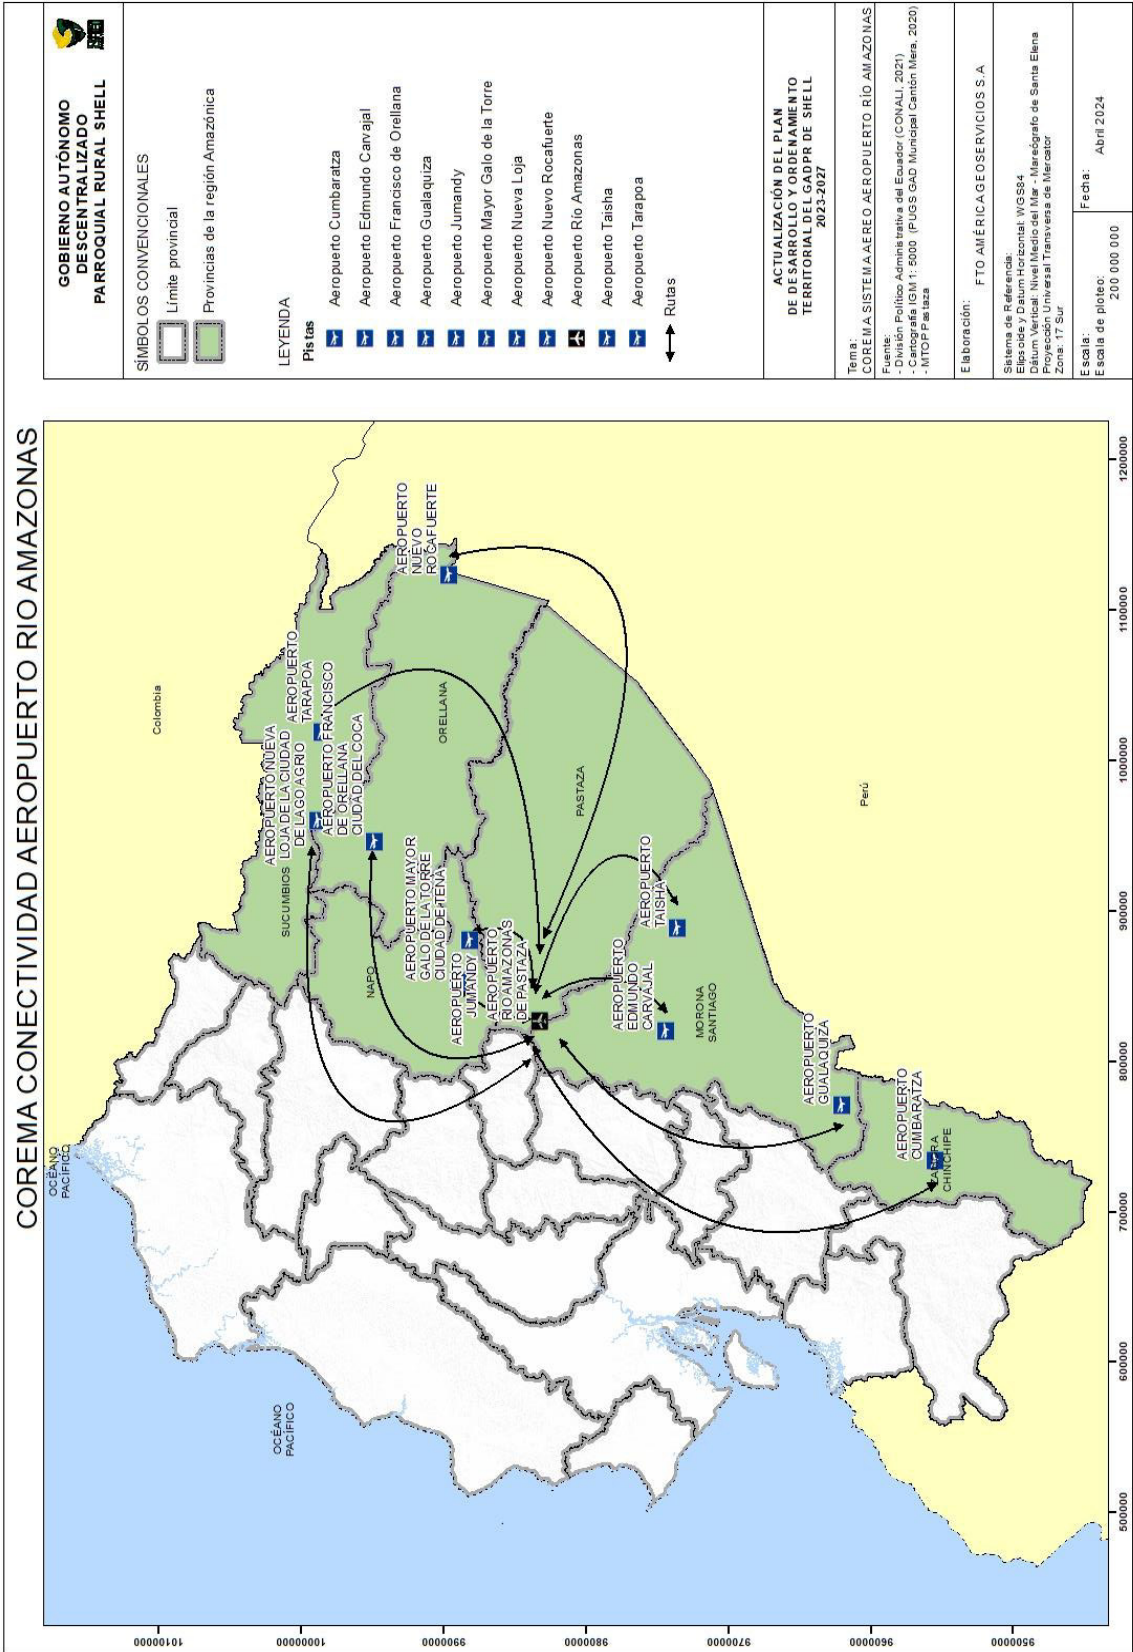 COREMA CONECTIVIDAD AEROPUERTO RIO AMAZONAS
OCÉANO
PACÍFICO
OCÉANO
PACÍFICO
Colombia
Perú
SUCUMBIOS
NAPO
ORELLANA
PASTAZA
MORONA
SANTIAGO
CHINCHIPE
AEROPUERTO NUEVA
LOJA DE LA CIUDAD
DE LAGO AGRIO
AEROPUERTO
TARAPOA
AEROPUERTO FRANCISCO
DE ORELLANA
CIUDAD DEL COCA
AEROPUERTO
NUEVO
ROCAFUERTE
AEROPUERTO MAYOR
GALO DE LA TORRE
CIUDAD DE TENA
AEROPUERTO
JUMANDY
AEROPUERTO
RIO AMAZONAS
DE PASTAZA
AEROPUERTO
TAISHA
AEROPUERTO
EDMUNDO
CARVAJAL
AEROPUERTO
GUALAQUIZA
AEROPUERTO
CUMBARATZA
500000 600000 700000 800000 900000 1000000 1100000 1200000
10100000
10000000
9900000
9800000
9700000
9600000
9500000
GOBIERNO AUTÓNOMO
DESCENTRALIZADO
PARROQUIAL RURAL SHELL
SHELL
SÍMBOLOS CONVENCIONALES
Límite provincial
Provincias de la región Amazónica
LEYENDA
Pistas
Aeropuerto Cumbaratza
Aeropuerto Edmundo Carvajal
Aeropuerto Francisco de Orellana
Aeropuerto Gualaquiza
Aeropuerto Jumandy
Aeropuerto Mayor Galo de la Torre
Aeropuerto Nueva Loja
Aeropuerto Nuevo Rocafuerte
Aeropuerto Río Amazonas
Aeropuerto Taisha
Aeropuerto Tarapoa
Rutas
ACTUALIZACIÓN DEL PLAN
DE DESARROLLO Y ORDENAMIENTO
TERRITORIAL DEL GADPR DE SHELL
2023-2027
Tema:
COREMA SISTEMA AEREO AEROPUERTO RÍO AMAZONAS
Fuente:
- División Político Administrativa del Ecuador (CONALI, 2021)
- Cartografía IGM 1: 5000 (PUGS GAD Municipal Cantón Mera, 2020)
- MTOP Pastaza
Elaboración:
FTO AMÉRICA GEOSERVICIOS S.A
Sistema de Referencia:
Elipsoide y Datum Horizontal: WGS84
Dátum Vertical: Nivel Medio del Mar - Mareógrafo de Santa Elena
Proyección Universal Transversa de Mercator
Zona: 17 Sur
Escala:
Escala de ploteo:
200 000 000
Fecha:
Abril 2024